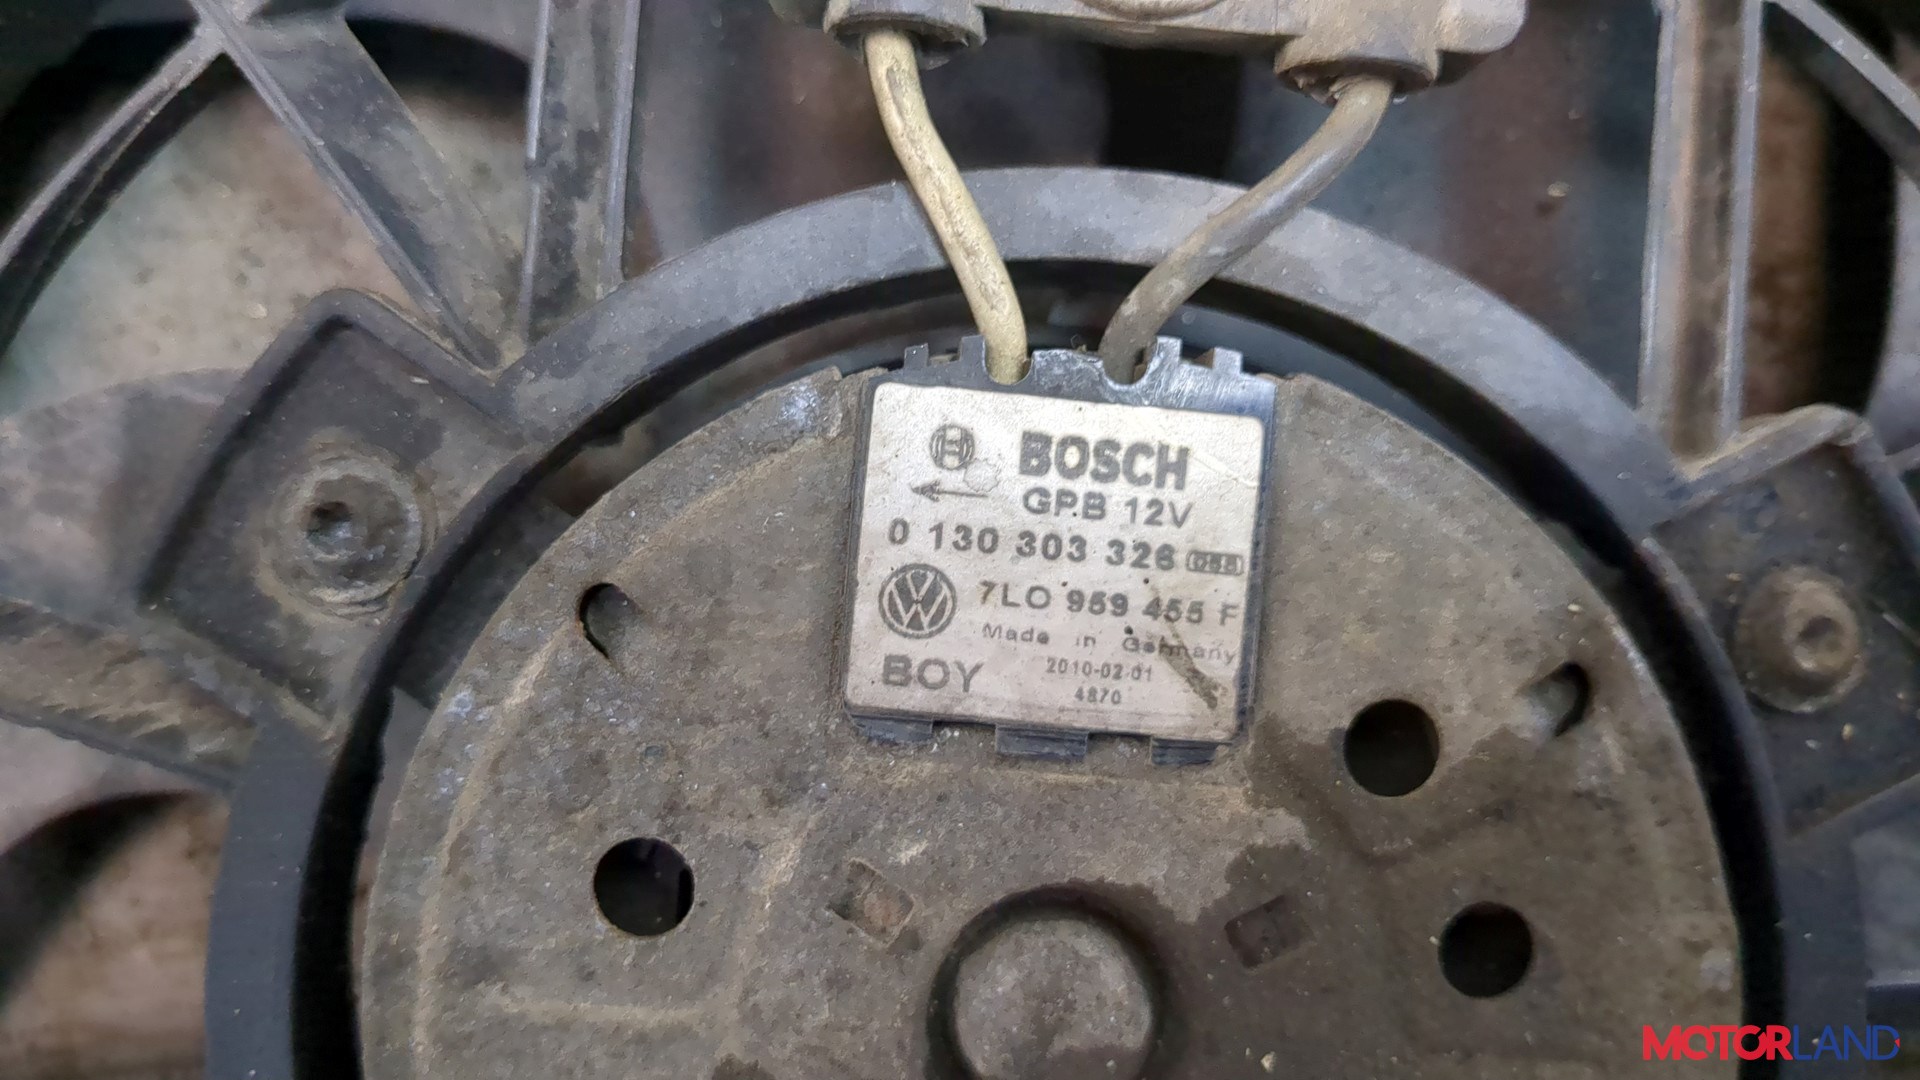 BOSCH
GPB 12V
0 130 303 326
7L0 959 455 F
Made in Germany
BOY 2010-02-01
4870
MOTORLAND